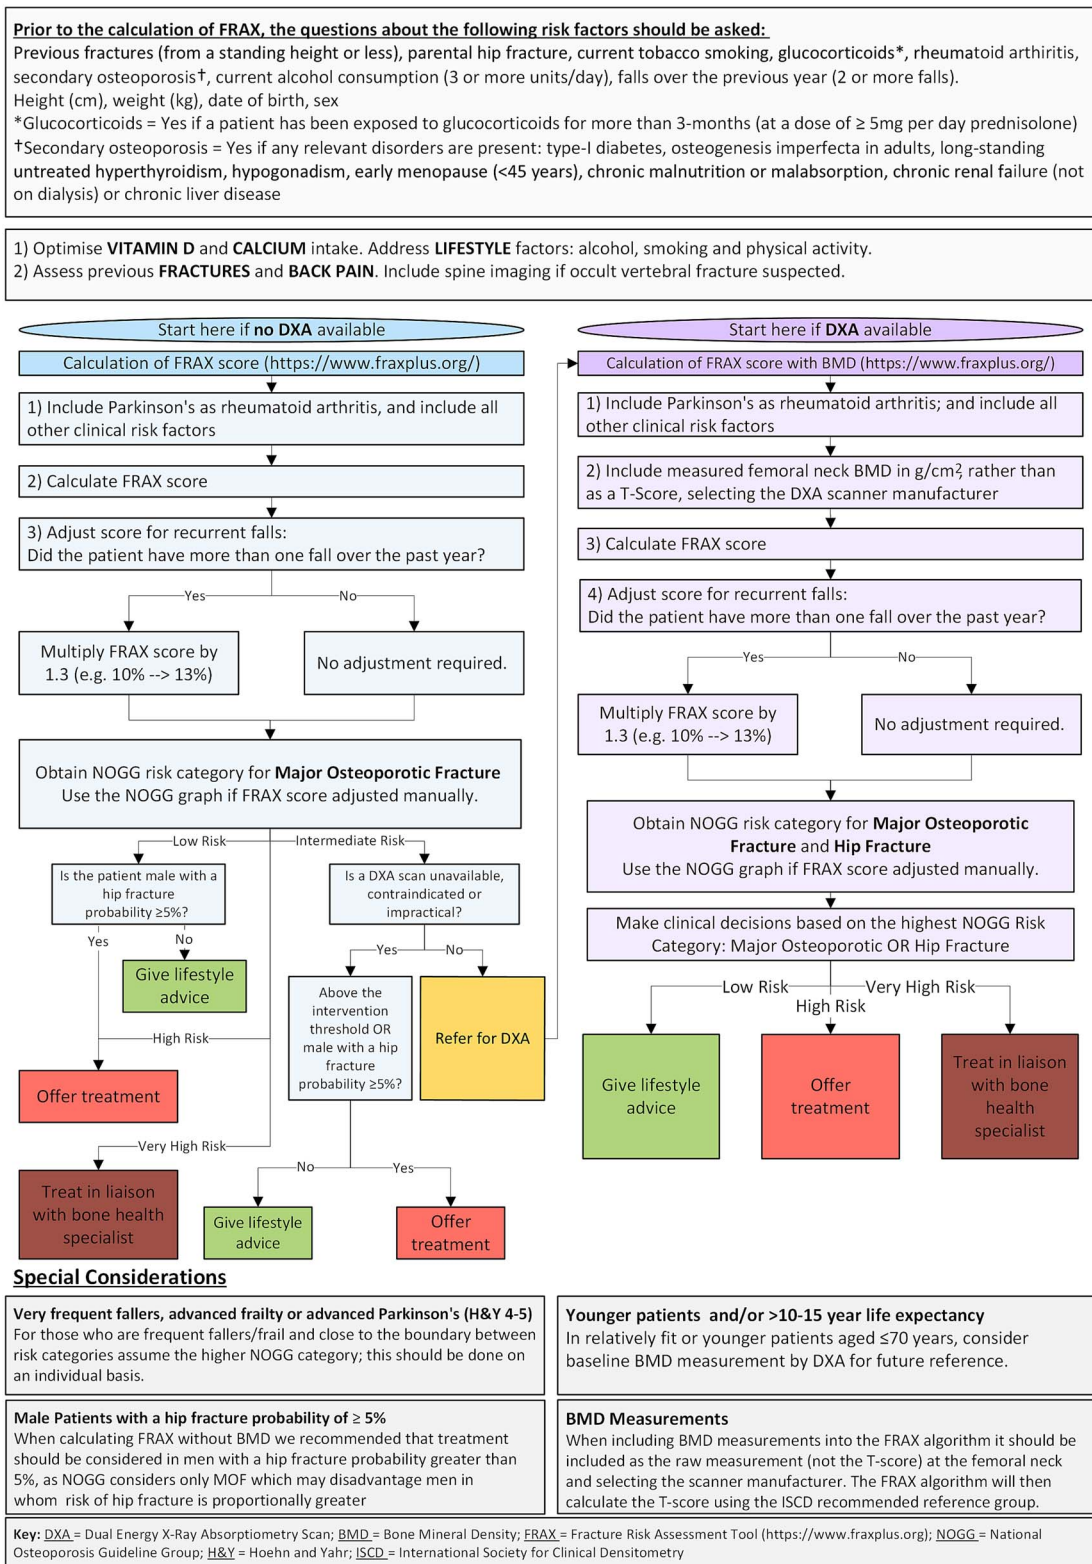 Prior to the calculation of FRAX, the questions about the following risk factors should be asked:
Previous fractures (from a standing height or less), parental hip fracture, current tobacco smoking, glucocorticoids*, rheumatoid arthiritis,
secondary osteoporosis†, current alcohol consumption (3 or more units/day), falls over the previous year (2 or more falls).
Height (cm), weight (kg), date of birth, sex
*Glucocorticoids = Yes if a patient has been exposed to glucocorticoids for more than 3-months (at a dose of ≥ 5mg per day prednisolone)
†Secondary osteoporosis = Yes if any relevant disorders are present: type-I diabetes, osteogenesis imperfecta in adults, long-standing
untreated hyperthyroidism, hypogonadism, early menopause (<45 years), chronic malnutrition or malabsorption, chronic renal failure (not
on dialysis) or chronic liver disease
1) Optimise VITAMIN D and CALCIUM intake. Address LIFESTYLE factors: alcohol, smoking and physical activity.
2) Assess previous FRACTURES and BACK PAIN. Include spine imaging if occult vertebral fracture suspected.
Start here if no DXA available
Calculation of FRAX score (https://www.fraxplus.org/)
1) Include Parkinson's as rheumatoid arthritis, and include all
other clinical risk factors
2) Calculate FRAX score
3) Adjust score for recurrent falls:
Did the patient have more than one fall over the past year?
Yes
No
Multiply FRAX score by
1.3 (e.g. 10% --> 13%)
No adjustment required.
Obtain NOGG risk category for Major Osteoporotic Fracture
Use the NOGG graph if FRAX score adjusted manually.
Low Risk
Intermediate Risk
Is the patient male with a
hip fracture
probability ≥5%?
Is a DXA scan unavailable,
contraindicated or
impractical?
Yes
No
Yes
No
Give lifestyle
advice
Above the
intervention
threshold OR
male with a hip
fracture
probability ≥5%?
Refer for DXA
High Risk
Offer treatment
Very High Risk
Treat in liaison
with bone health
specialist
No
Yes
Give lifestyle
advice
Offer
treatment
Start here if DXA available
Calculation of FRAX score with BMD (https://www.fraxplus.org/)
1) Include Parkinson's as rheumatoid arthritis; and include all
other clinical risk factors
2) Include measured femoral neck BMD in g/cm², rather than
as a T-Score, selecting the DXA scanner manufacturer
3) Calculate FRAX score
4) Adjust score for recurrent falls:
Did the patient have more than one fall over the past year?
Yes
No
Multiply FRAX score by
1.3 (e.g. 10% --> 13%)
No adjustment required.
Obtain NOGG risk category for Major Osteoporotic
Fracture and Hip Fracture
Use the NOGG graph if FRAX score adjusted manually.
Make clinical decisions based on the highest NOGG Risk
Category: Major Osteoporotic OR Hip Fracture
Low Risk
High Risk
Very High Risk
Give lifestyle
advice
Offer
treatment
Treat in liaison
with bone
health
specialist
Special Considerations
Very frequent fallers, advanced frailty or advanced Parkinson's (H&Y 4-5)
For those who are frequent fallers/frail and close to the boundary between
risk categories assume the higher NOGG category; this should be done on
an individual basis.
Younger patients and/or >10-15 year life expectancy
In relatively fit or younger patients aged ≤70 years, consider
baseline BMD measurement by DXA for future reference.
Male Patients with a hip fracture probability of ≥ 5%
When calculating FRAX without BMD we recommended that treatment
should be considered in men with a hip fracture probability greater than
5%, as NOGG considers only MOF which may disadvantage men in
whom risk of hip fracture is proportionally greater
BMD Measurements
When including BMD measurements into the FRAX algorithm it should be
included as the raw measurement (not the T-score) at the femoral neck
and selecting the scanner manufacturer. The FRAX algorithm will then
calculate the T-score using the ISCD recommended reference group.
Key: DXA = Dual Energy X-Ray Absorptiometry Scan; BMD = Bone Mineral Density; FRAX = Fracture Risk Assessment Tool (https://www.fraxplus.org); NOGG = National
Osteoporosis Guideline Group; H&Y = Hoehn and Yahr; ISCD = International Society for Clinical Densitometry